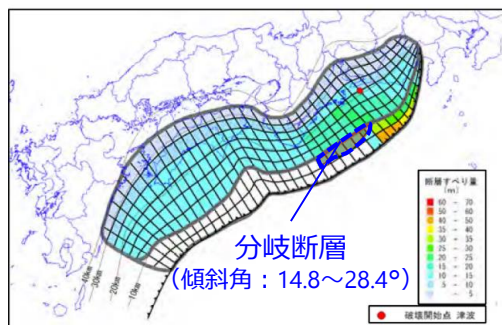 40km
30km
20km
10km
分岐断層
（傾斜角：14.8～28.4°）
断層すべり量
(m)
60 - 70
50 - 60
40 - 50
35 - 40
30 - 35
25 - 30
20 - 25
15 - 20
10 - 15
5 - 10
- 5
破壊開始点 津波